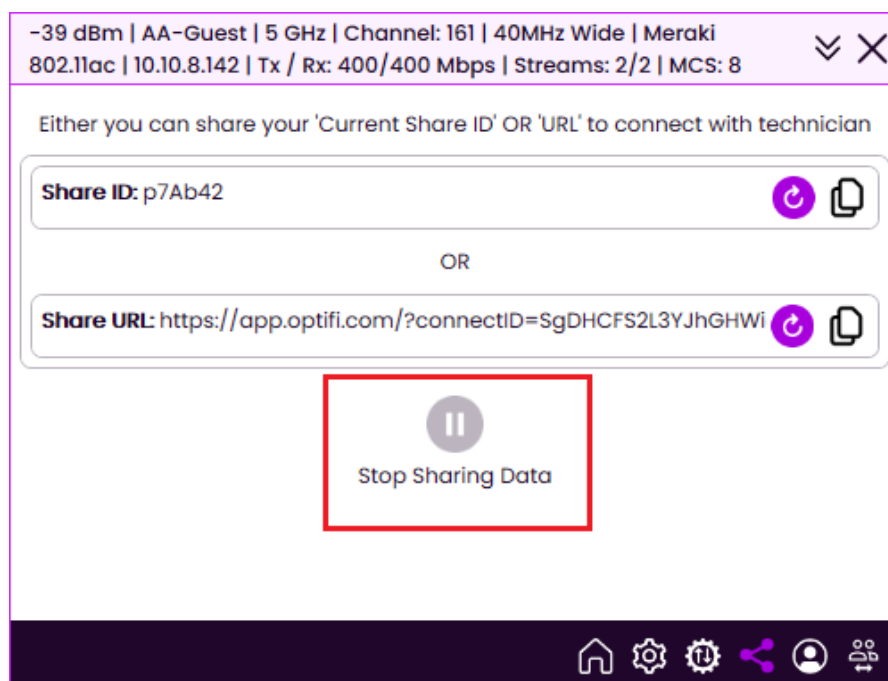 -39 dBm | AA-Guest | 5 GHz | Channel: 161 | 40MHz Wide | Meraki
802.11ac | 10.10.8.142 | Tx / Rx: 400/400 Mbps | Streams: 2/2 | MCS: 8
Either you can share your 'Current Share ID' OR 'URL' to connect with technician
Share ID: p7Ab42
OR
Share URL: https://app.optifi.com/?connectID=SgDHCFS2L3YJhGHWi
Stop Sharing Data